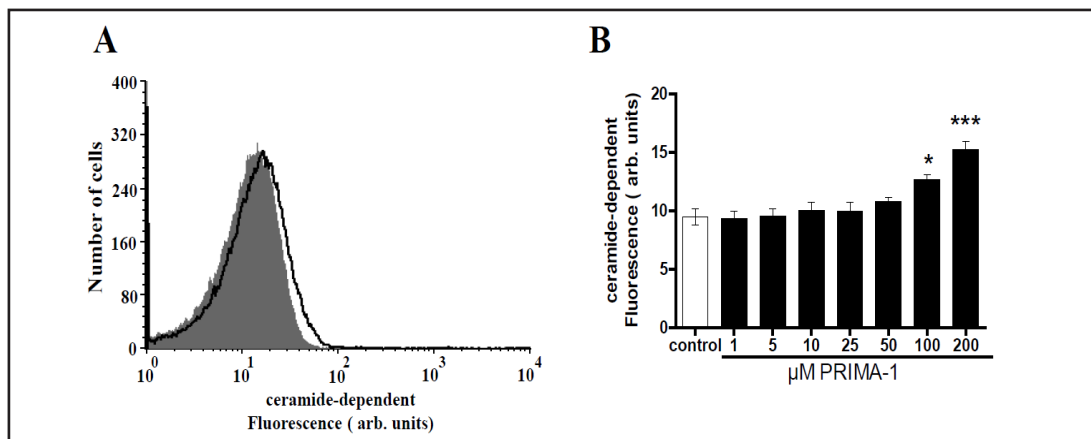 A
400
320
240
160
80
0
Number of cells
10^0 10^1 10^2 10^3 10^4
ceramide-dependent
Fluorescence ( arb. units)
B
20
15
10
5
0
ceramide-dependent
Fluorescence ( arb. units)
* ***
control 1 5 10 25 50 100 200
µM PRIMA-1